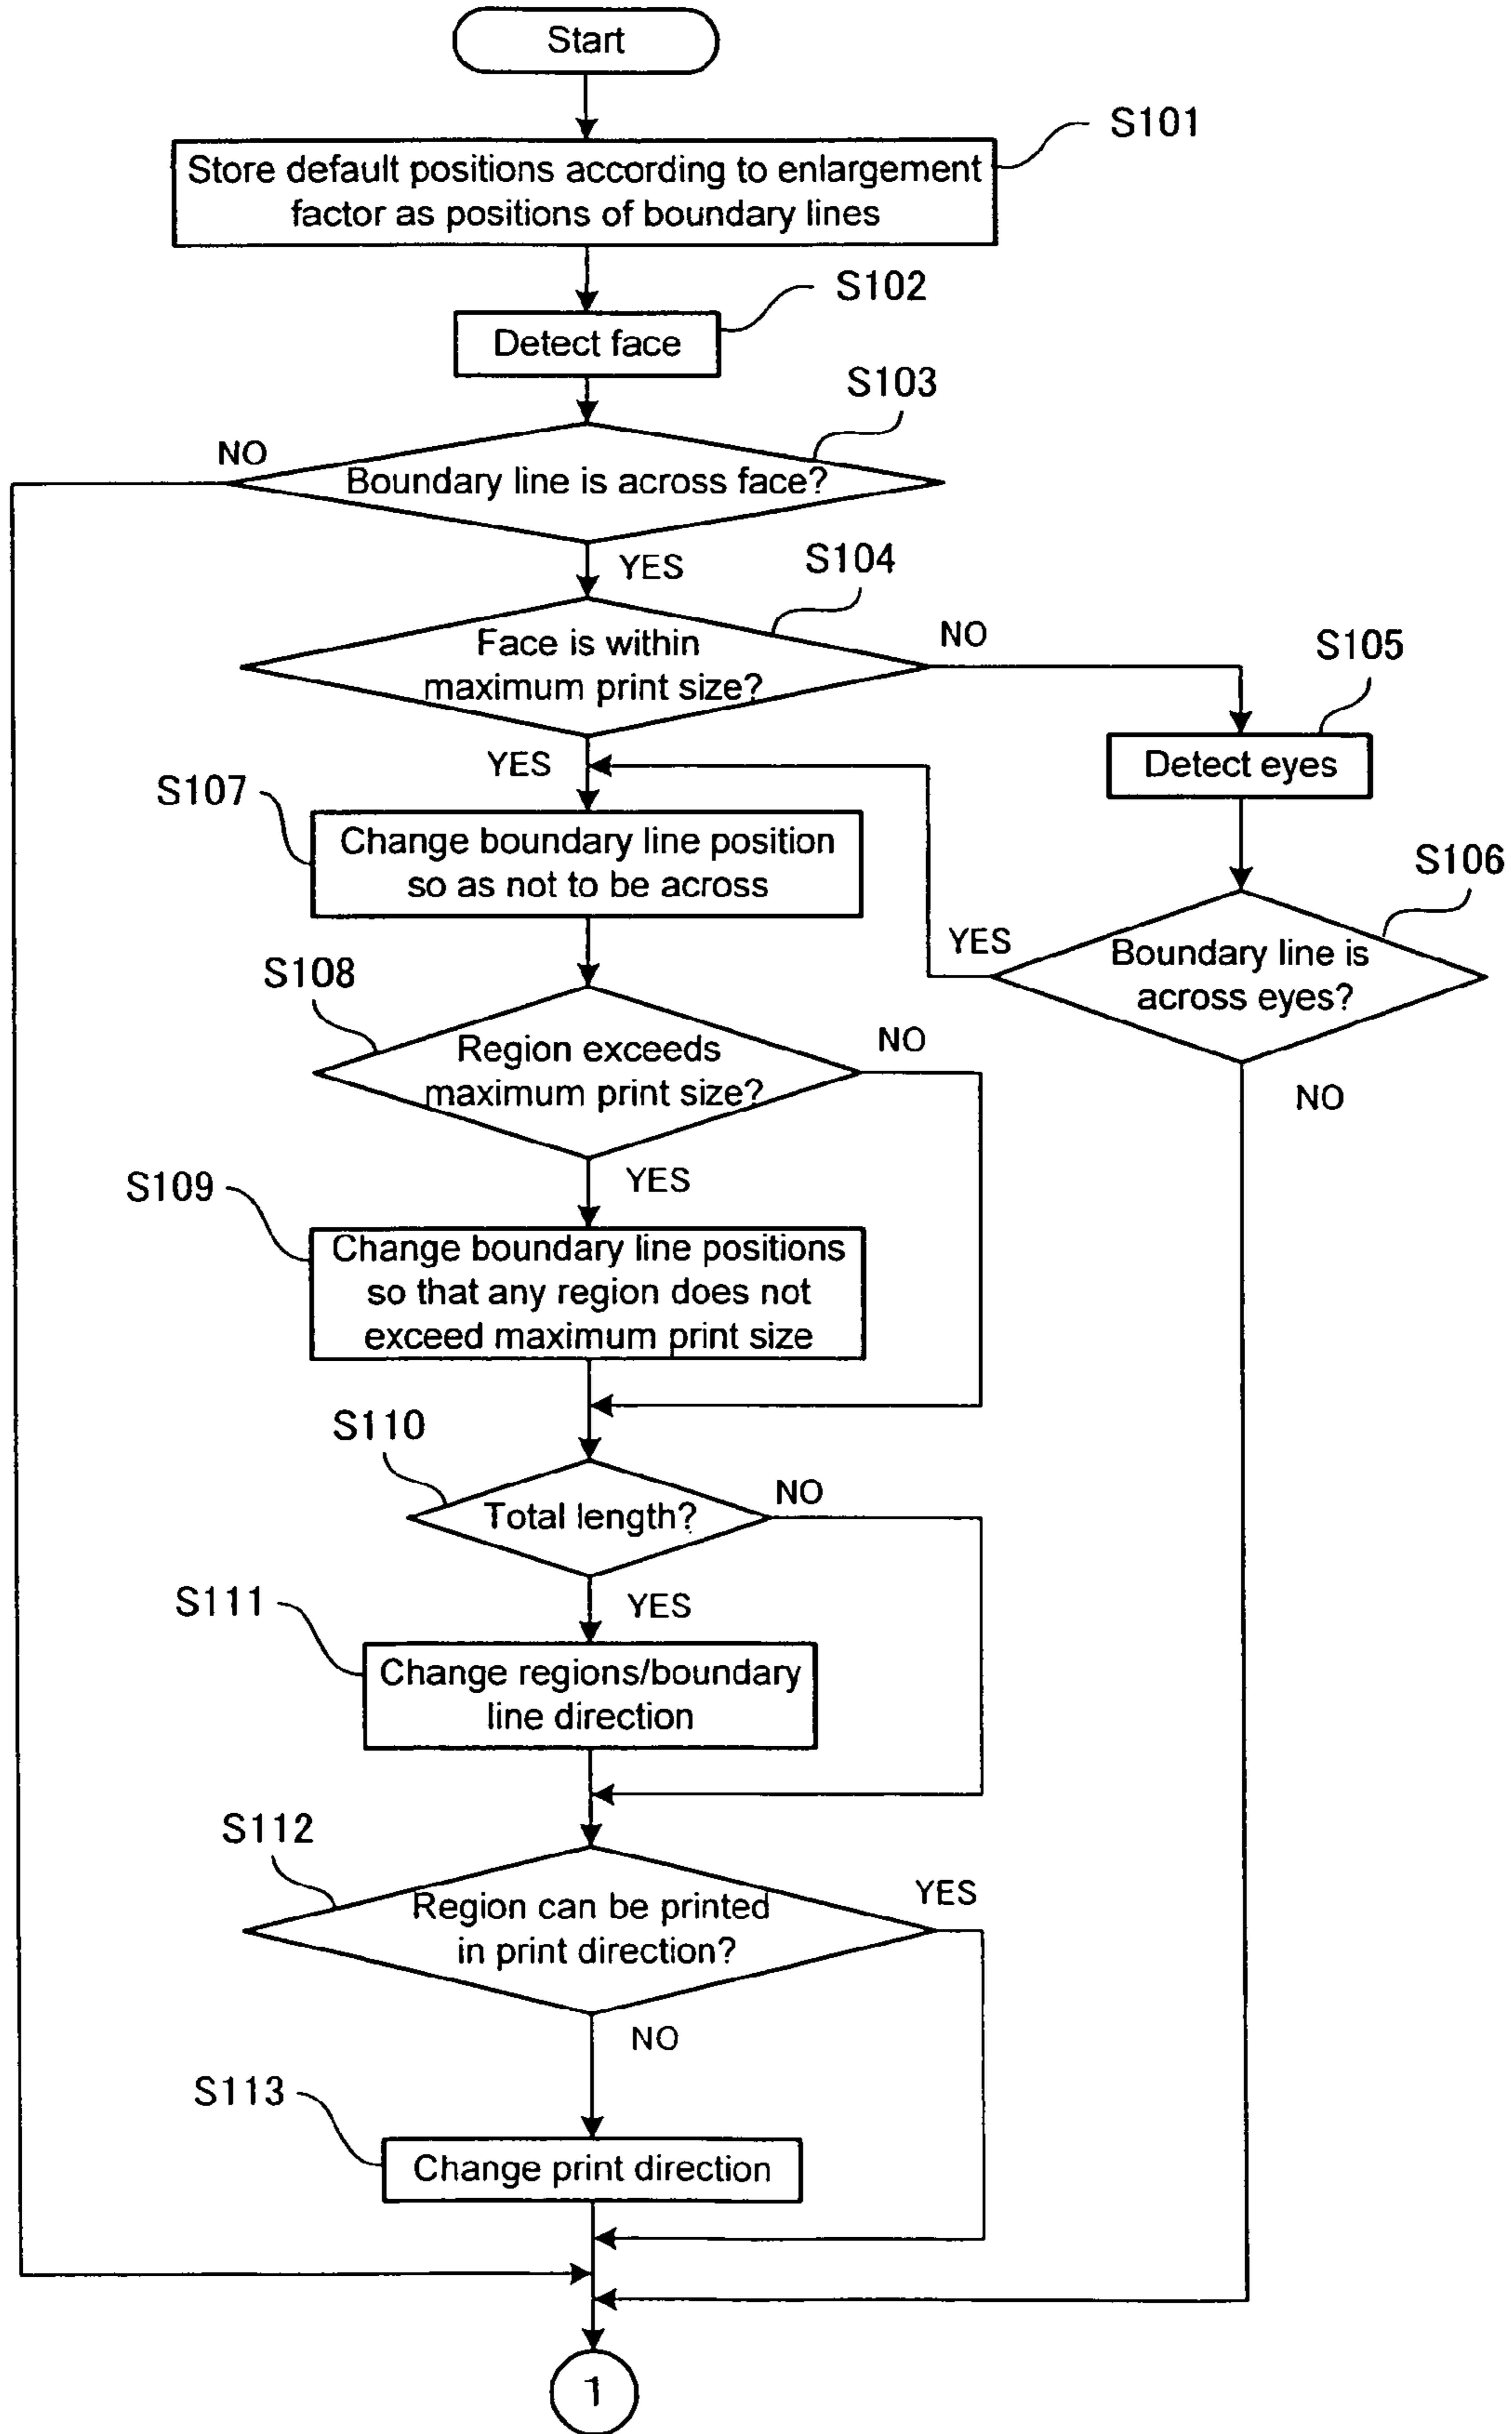 Start
S101
Store default positions according to enlargement
factor as positions of boundary lines
S102
Detect face
S103
NO
Boundary line is across face?
YES
S104
Face is within
maximum print size?
NO
S105
Detect eyes
YES
S107
Change boundary line position
so as not to be across
S106
YES
Boundary line is
across eyes?
NO
S108
Region exceeds
maximum print size?
NO
YES
S109
Change boundary line positions
so that any region does not
exceed maximum print size
S110
Total length?
NO
YES
S111
Change regions/boundary
line direction
S112
Region can be printed
in print direction?
YES
NO
S113
Change print direction
1